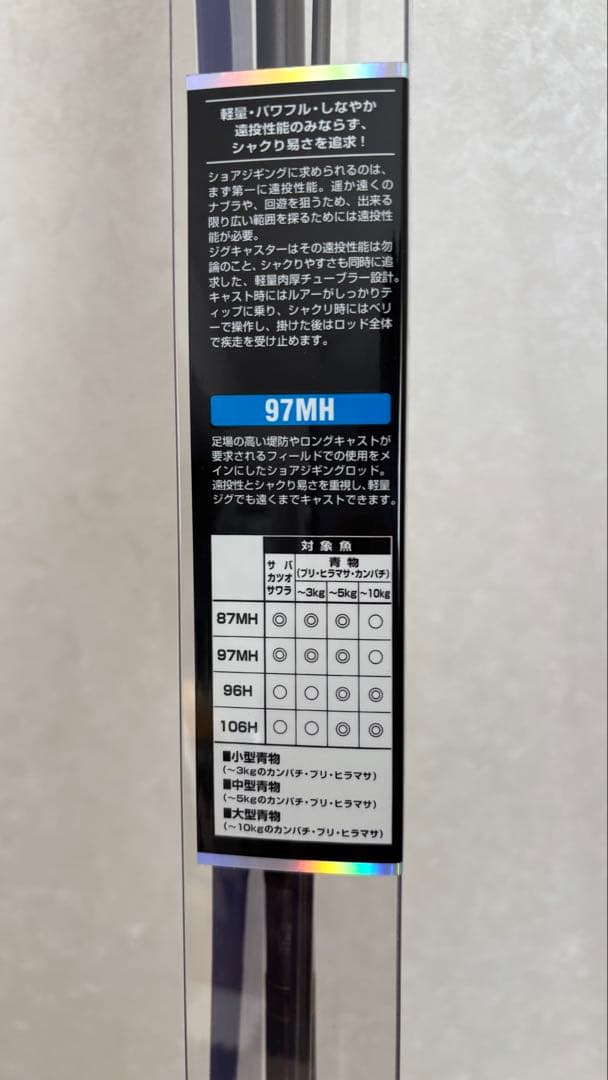 軽量・パワフル・しなやか
遠投性能のみならず、
シャクり易さを追求！
ショアジギングに求められるのは、
まず第一に遠投性能。遥か遠くの
ナブラや、回遊を狙うため、出来る
限り広い範囲を探るためには遠投性
能が必要。
ジグキャスターはその遠投性能は勿
論のこと、シャクりやすさも同時に追
求した、軽量肉厚チューブラー設計。
キャスト時にはルアーがしっかりテ
ィップに乗り、シャクリ時にはベリ
ーで操作し、掛けた後はロッド全体
で疾走を受け止めます。
97MH
足場の高い堤防やロングキャストが
要求されるフィールドでの使用をメ
インにしたショアジギングロッド。
遠投性とシャクり易さを重視し、軽量
ジグでも遠くまでキャストできます。
対象魚
サバ カツオ サワラ 青物
(ブリ・ヒラマサ・カンパチ)
〜3kg 〜5kg 〜10kg
87MH ◎ ◎ ◎ ○
97MH ◎ ◎ ◎ ○
96H ○ ○ ◎ ◎
106H ○ ○ ◎ ◎
■小型青物
(〜3kgのカンパチ・ブリ・ヒラマサ)
■中型青物
(〜5kgのカンパチ・ブリ・ヒラマサ)
■大型青物
(〜10kgのカンパチ・ブリ・ヒラマサ)